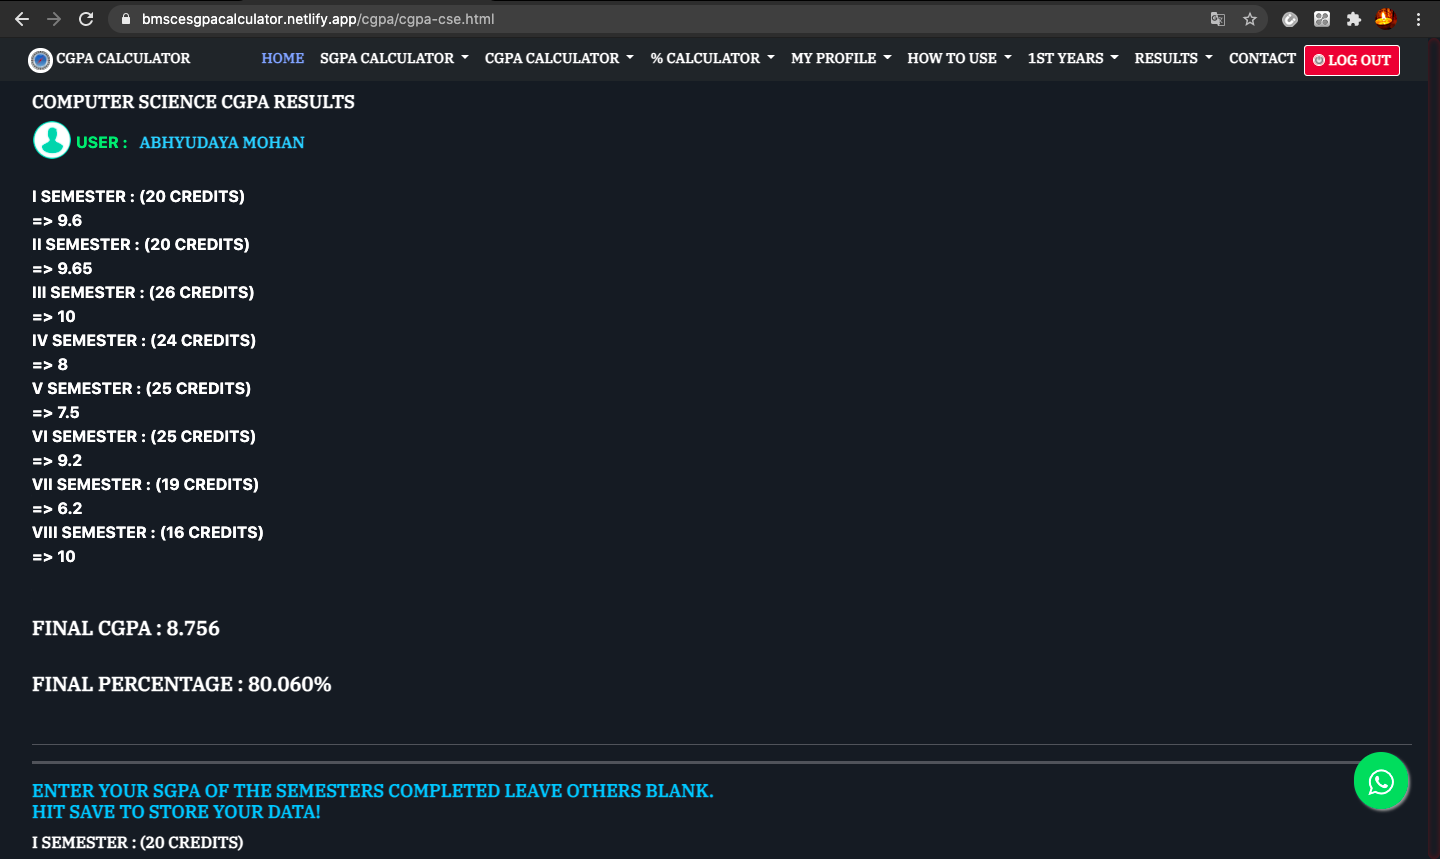 bmscesgpacalculator.netlify.app/cgpa/cgpa-cse.html
CGPA CALCULATOR HOME SGPA CALCULATOR CGPA CALCULATOR % CALCULATOR MY PROFILE HOW TO USE 1ST YEARS RESULTS CONTACT LOG OUT
COMPUTER SCIENCE CGPA RESULTS
USER : ABHYUDAYA MOHAN
I SEMESTER : (20 CREDITS)
=> 9.6
II SEMESTER : (20 CREDITS)
=> 9.65
III SEMESTER : (26 CREDITS)
=> 10
IV SEMESTER : (24 CREDITS)
=> 8
V SEMESTER : (25 CREDITS)
=> 7.5
VI SEMESTER : (25 CREDITS)
=> 9.2
VII SEMESTER : (19 CREDITS)
=> 6.2
VIII SEMESTER : (16 CREDITS)
=> 10
FINAL CGPA : 8.756
FINAL PERCENTAGE : 80.060%
ENTER YOUR SGPA OF THE SEMESTERS COMPLETED LEAVE OTHERS BLANK.
HIT SAVE TO STORE YOUR DATA!
I SEMESTER : (20 CREDITS)